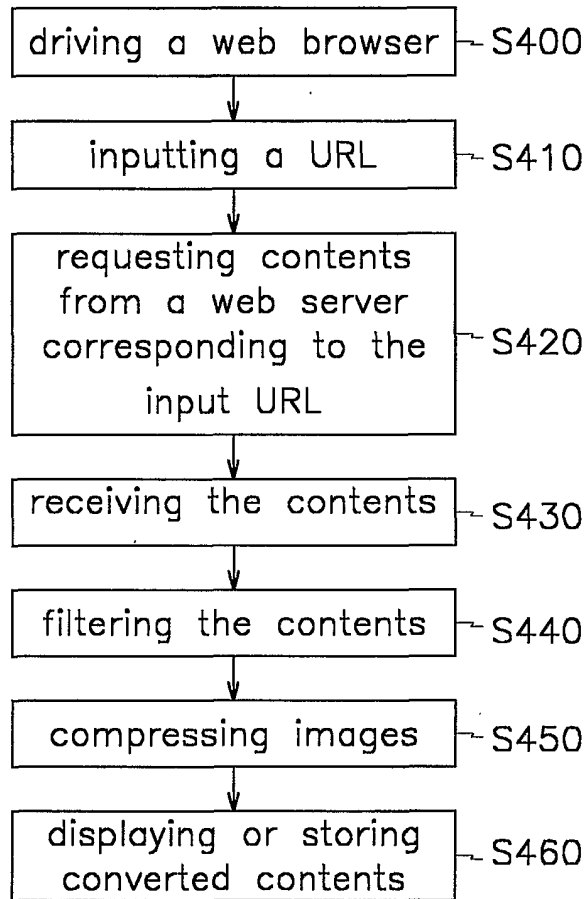 driving a web browser S400
inputting a URL S410
requesting contents
from a web server
corresponding to the S420
input URL
receiving the contents S430
filtering the contents S440
compressing images S450
displaying or storing S460
converted contents